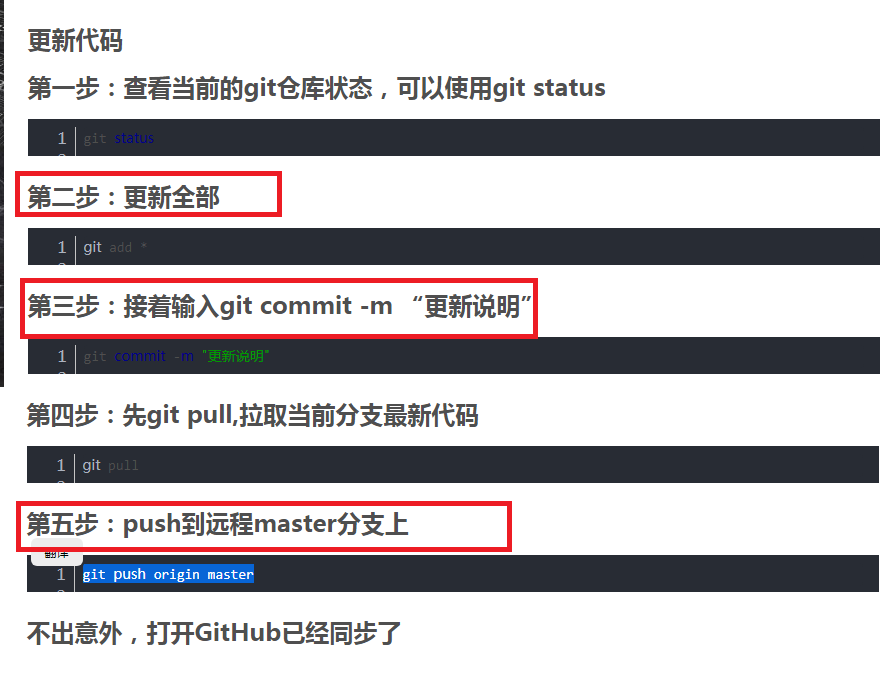 更新代码
第一步：查看当前的git仓库状态，可以使用git status
1 git status
第二步：更新全部
1 git add *
第三步：接着输入git commit -m “更新说明”
1 git commit -m "更新说明"
第四步：先git pull,拉取当前分支最新代码
1 git pull
第五步：push到远程master分支上
翻译
1 git push origin master
不出意外，打开GitHub已经同步了